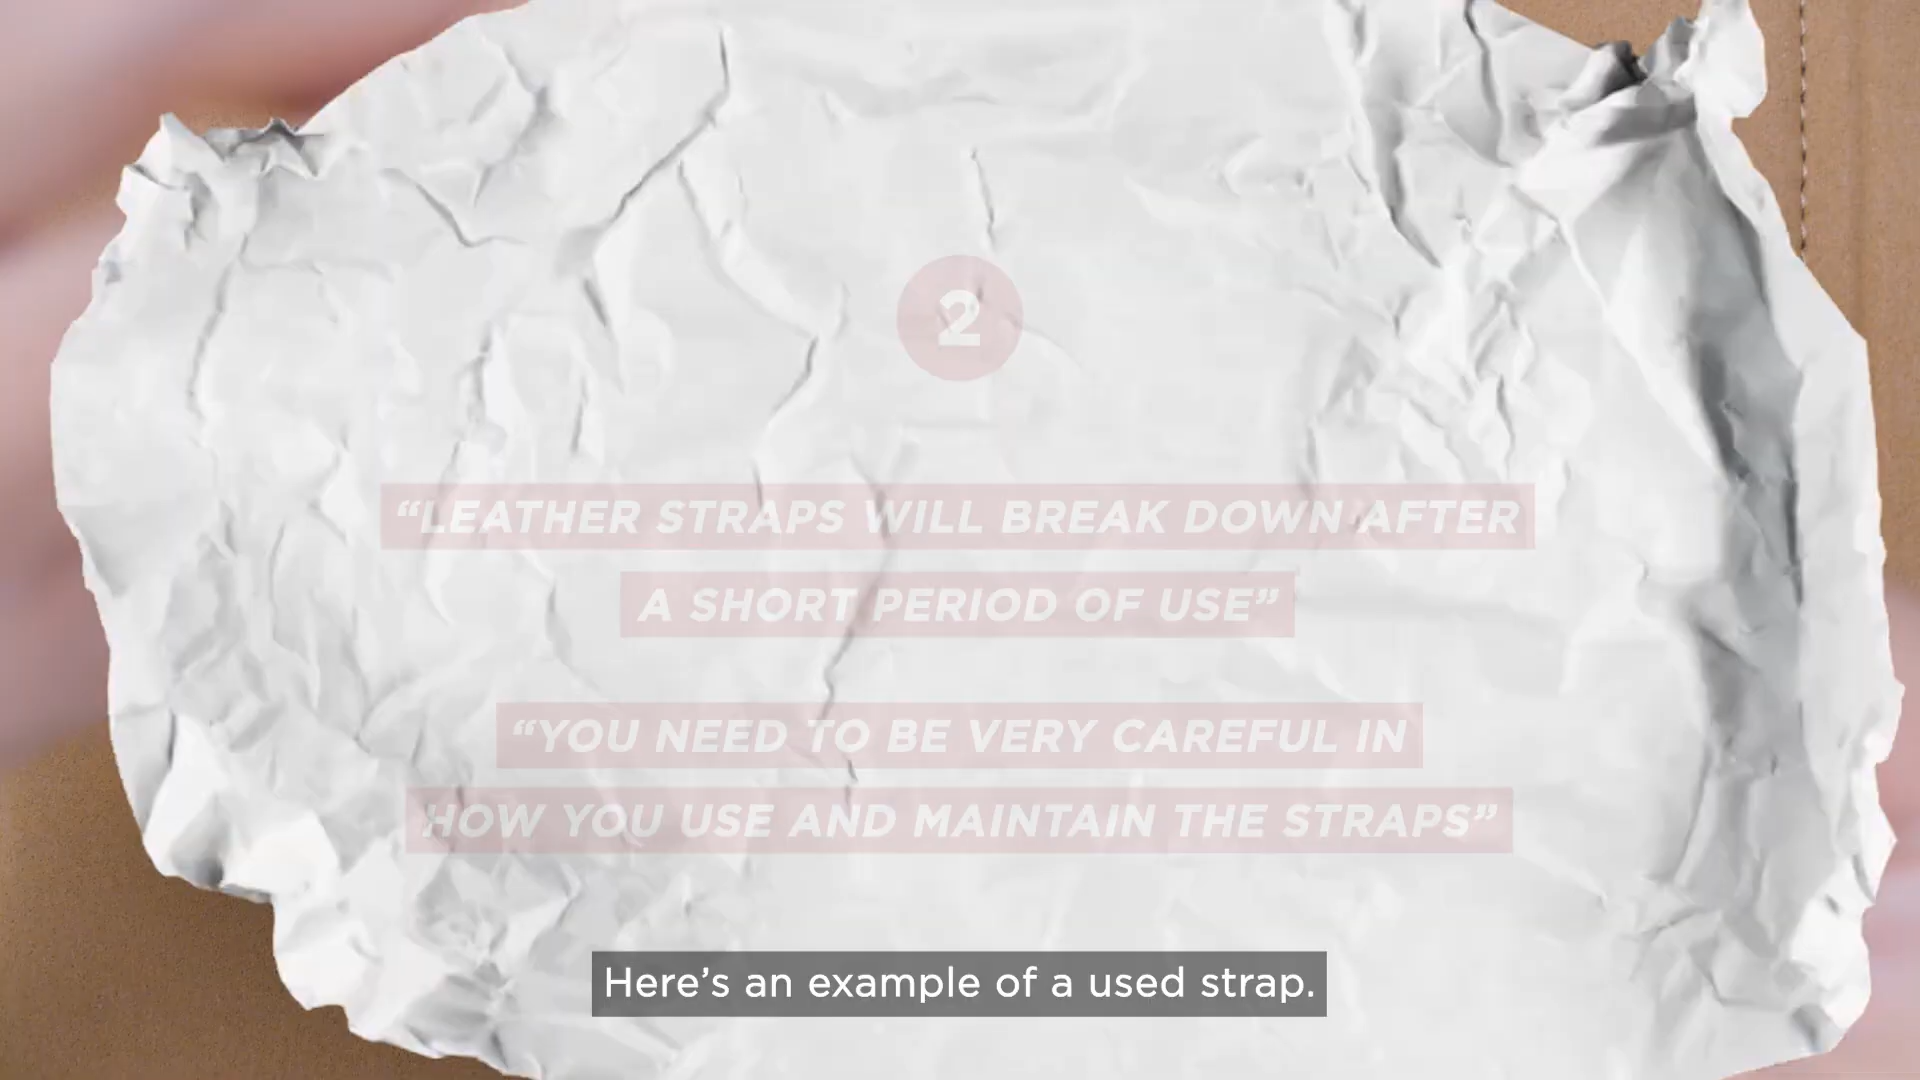 2
“LEATHER STRAPS WILL BREAK DOWN AFTER
A SHORT PERIOD OF USE”
“YOU NEED TO BE VERY CAREFUL IN
HOW YOU USE AND MAINTAIN THE STRAPS”
Here’s an example of a used strap.